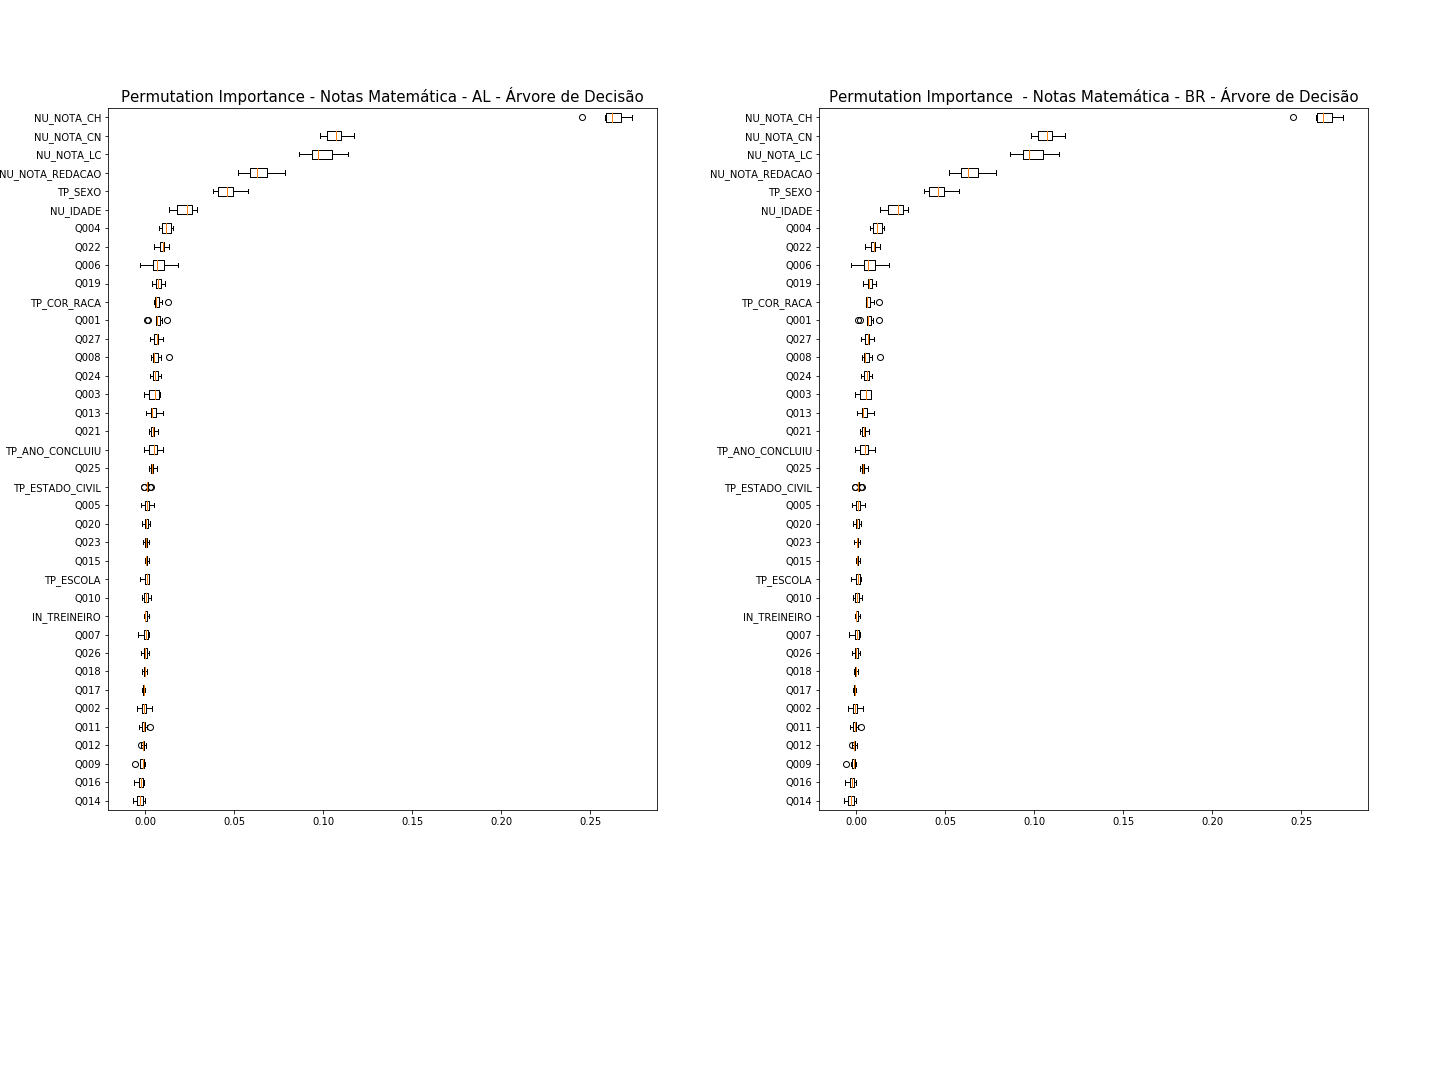 Permutation Importance - Notas Matemática - AL - Árvore de Decisão
NU_NOTA_CH
NU_NOTA_CN
NU_NOTA_LC
NU_NOTA_REDACAO
TP_SEXO
NU_IDADE
Q004
Q022
Q006
Q019
TP_COR_RACA
Q001
Q027
Q008
Q024
Q003
Q013
Q021
TP_ANO_CONCLUIU
Q025
TP_ESTADO_CIVIL
Q005
Q020
Q023
Q015
TP_ESCOLA
Q010
IN_TREINEIRO
Q007
Q026
Q018
Q017
Q002
Q011
Q012
Q009
Q016
Q014
0.00 0.05 0.10 0.15 0.20 0.25
Permutation Importance  - Notas Matemática - BR - Árvore de Decisão
NU_NOTA_CH
NU_NOTA_CN
NU_NOTA_LC
NU_NOTA_REDACAO
TP_SEXO
NU_IDADE
Q004
Q022
Q006
Q019
TP_COR_RACA
Q001
Q027
Q008
Q024
Q003
Q013
Q021
TP_ANO_CONCLUIU
Q025
TP_ESTADO_CIVIL
Q005
Q020
Q023
Q015
TP_ESCOLA
Q010
IN_TREINEIRO
Q007
Q026
Q018
Q017
Q002
Q011
Q012
Q009
Q016
Q014
0.00 0.05 0.10 0.15 0.20 0.25